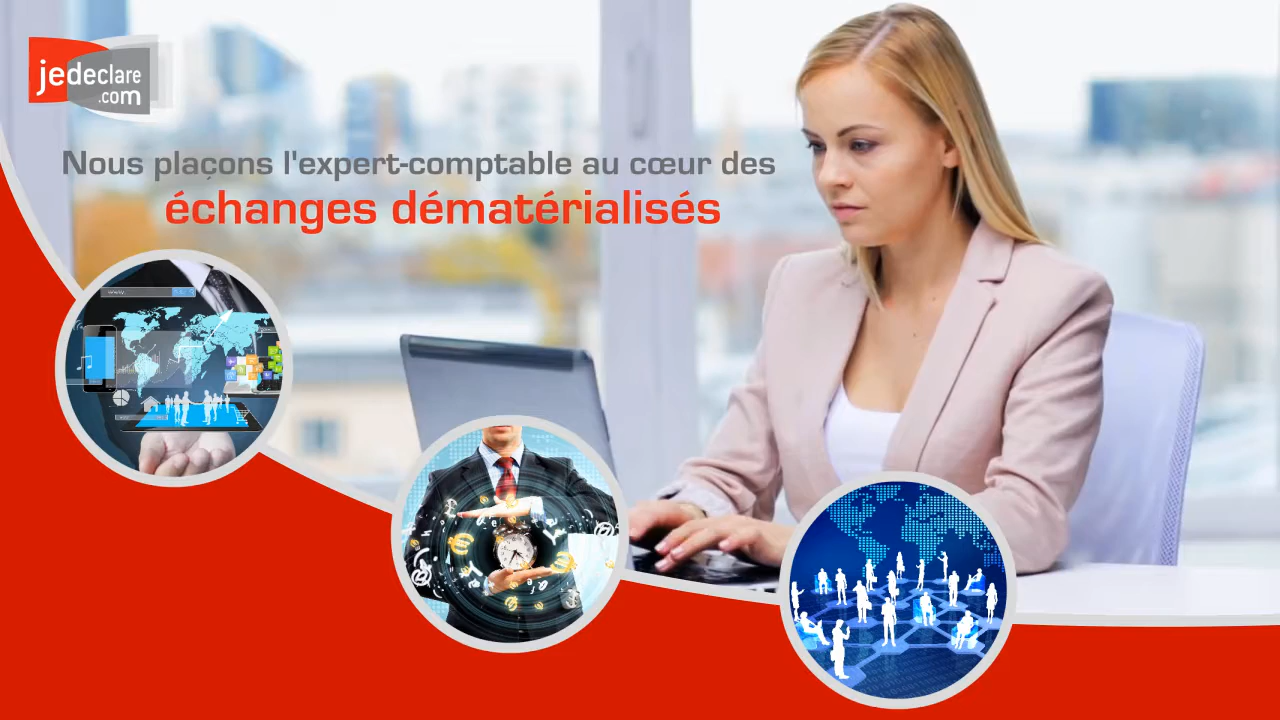 jedeclare
.com
Nous plaçons l'expert-comptable au cœur des
échanges dématérialisés